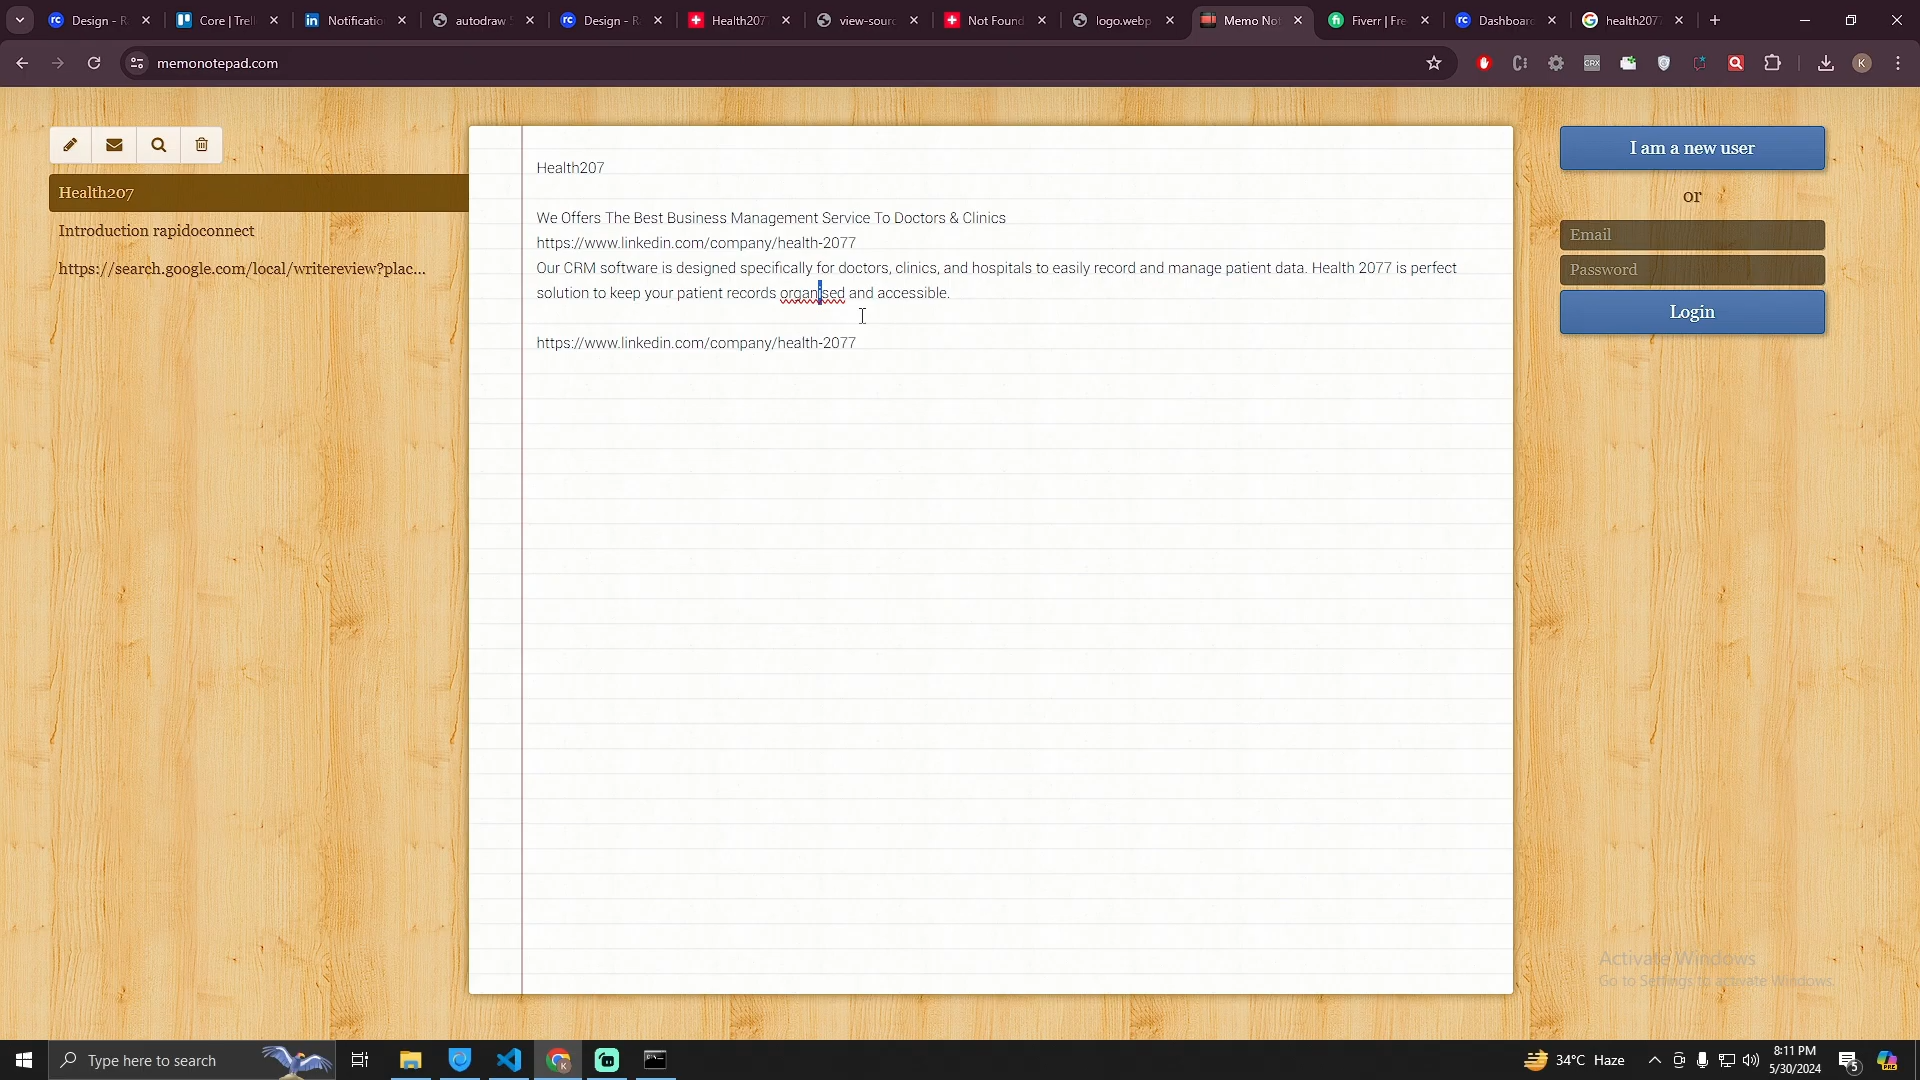 Design - R
Core | Trell
Notificatio
autodraw
Design - R
Health207
view-sourc
Not Found
logo.webp
Memo Not
Fiverr | Fre
Dashboard
health207
memonotepad.com
Health207
Introduction rapidoconnect
https://search.google.com/local/writereview?plac...
Health207
We Offers The Best Business Management Service To Doctors & Clinics
https://www.linkedin.com/company/health-2077
Our CRM software is designed specifically for doctors, clinics, and hospitals to easily record and manage patient data. Health 2077 is perfect
solution to keep your patient records organised and accessible.
https://www.linkedin.com/company/health-2077
I am a new user
or
Email
Password
Login
Activate Windows
Go to Settings to activate Windows.
Type here to search
34°C Haze
8:11 PM
5/30/2024
5